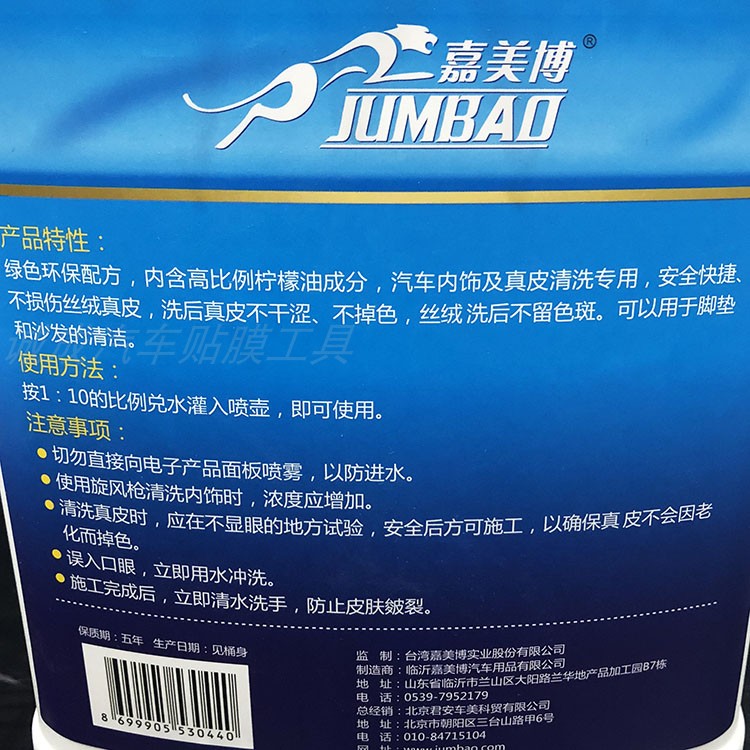 嘉美博®
JUMBAO
产品特性：
绿色环保配方，内含高比例柠檬油成分，汽车内饰及真皮清洗专用，安全快捷、
不损伤丝绒真皮，洗后真皮不干涩、不掉色，丝绒洗后不留色斑。可以用于脚垫
和沙发的清洁。
汽车贴膜工具
使用方法：
按1：10的比例兑水灌入喷壶，即可使用。
注意事项：
切勿直接向电子产品面板喷雾，以防进水。
使用旋风枪清洗内饰时，浓度应增加。
清洗真皮时，应在不显眼的地方试验，安全后方可施工，以确保真皮不会因老
化而掉色。
误入口眼，立即用水冲洗。
施工完成后，立即清水洗手，防止皮肤皴裂。
保质期：五年 生产日期：见桶身
8 699905 530440
监 制：台湾嘉美博实业股份有限公司
制造商：临沂嘉美博汽车用品有限公司
地 址：山东省临沂市兰山区大阳路兰华地产品加工园B7栋
电 话：0539-7952179
总经销：北京君安车美科贸有限公司
地 址：北京市朝阳区三台山路甲6号
电 话：010-84715104
网 址：www.jumbao.com